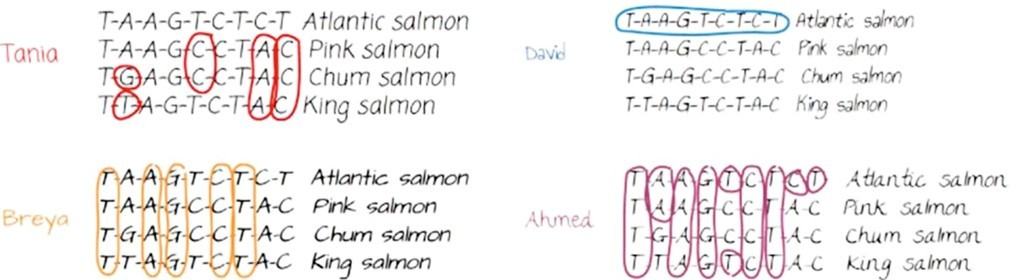 Tania
T-A-A-G-T-C-T-C-T Atlantic salmon
T-A-A-G-C-C-T-A-C Pink salmon
T-G-A-G-C-C-T-A-C Chum salmon
T-T-A-G-T-C-T-A-C King salmon
David
T-A-A-G-T-C-T-C-T Atlantic salmon
T-A-A-G-C-C-T-A-C Pink salmon
T-G-A-G-C-C-T-A-C Chum salmon
T-T-A-G-T-C-T-A-C King salmon
Breya
T-A-A-G-T-C-T-C-T Atlantic salmon
T-A-A-G-C-C-T-A-C Pink salmon
T-G-A-G-C-C-T-A-C Chum salmon
T-T-A-G-T-C-T-A-C King salmon
Ahmed
T-A-A-G-T-C-T-C-T Atlantic salmon
T-A-A-G-C-C-T-A-C Pink salmon
T-G-A-G-C-C-T-A-C Chum salmon
T-T-A-G-T-C-T-A-C King salmon